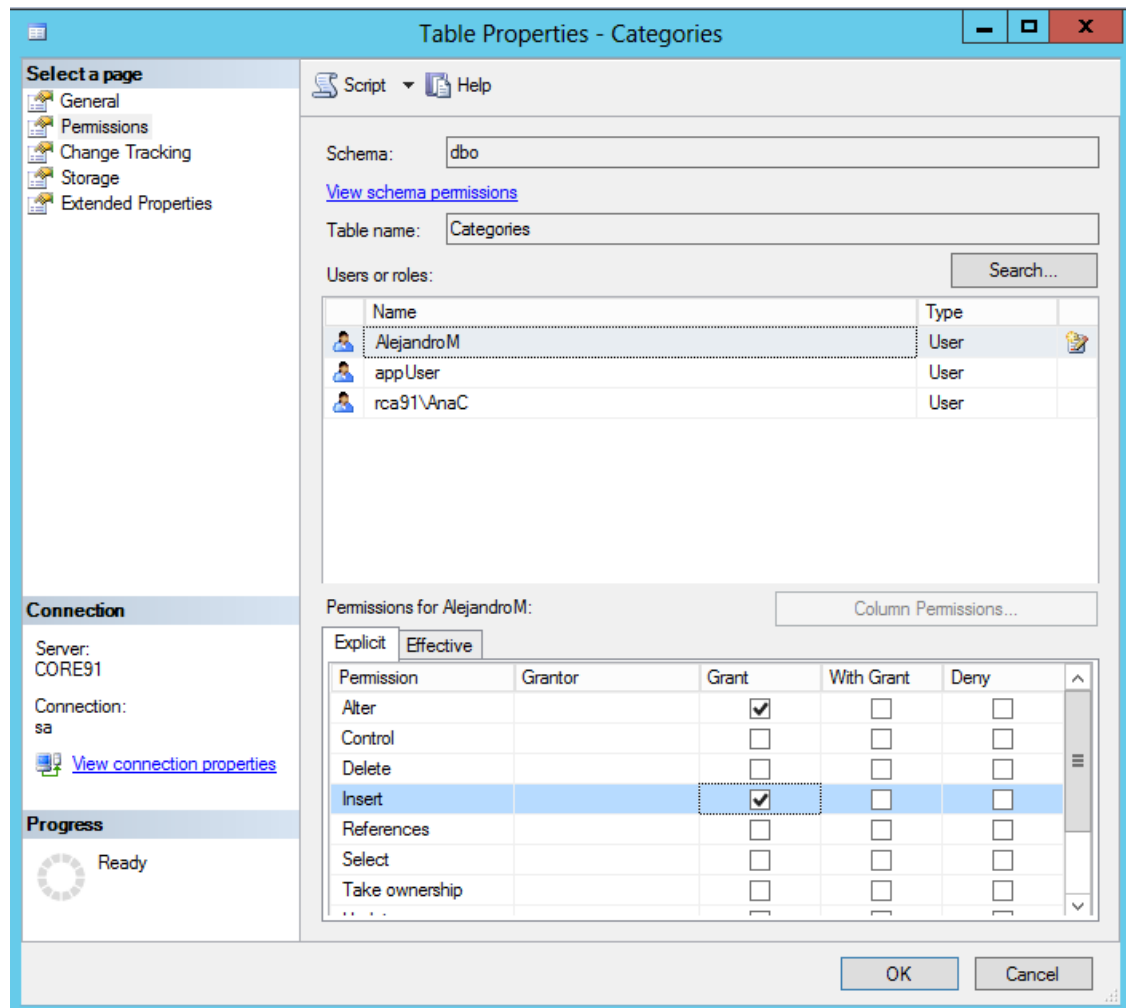 Table Properties - Categories
Select a page
General
Permissions
Change Tracking
Storage
Extended Properties
Script Help
Schema: dbo
View schema permissions
Table name: Categories
Users or roles: Search...
Name Type
AlejandroM User
appUser User
rca91\AnaC User
Connection
Server:
CORE91
Connection:
sa
View connection properties
Progress
Ready
Permissions for AlejandroM: Column Permissions...
Explicit Effective
Permission Grantor Grant With Grant Deny
Alter
Control
Delete
Insert
References
Select
Take ownership
OK Cancel